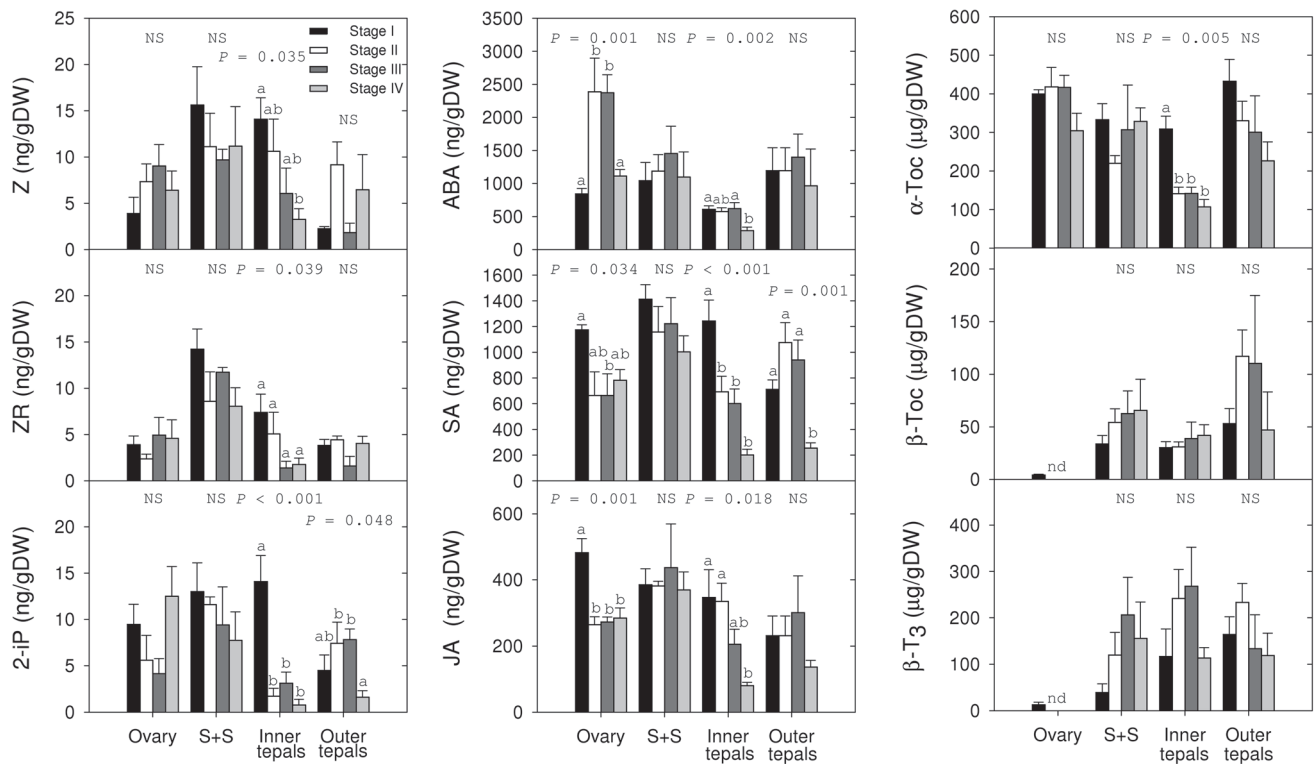 25
20
15
10
5
0
Z (ng/gDW)
NS
NS
P = 0.035
Stage I
Stage II
Stage III
Stage IV
a
ab
ab
b
NS
20
15
10
5
0
ZR (ng/gDW)
NS
NS P = 0.039 NS
a
a
a
a
20
15
10
5
0
2-iP (ng/gDW)
NS
NS P < 0.001
P = 0.048
a
b
b
b
ab
b
b
a
Ovary
S+S
Inner
tepals
Outer
tepals
3500
3000
2500
2000
1500
1000
500
0
ABA (ng/gDW)
P = 0.001 NS P = 0.002 NS
a
b
b
a
a
ab
a
b
1600
1400
1200
1000
800
600
400
200
0
SA (ng/gDW)
P = 0.034 NS P < 0.001
P = 0.001
a
ab
b
ab
a
b
b
b
a
a
a
b
600
400
200
0
JA (ng/gDW)
P = 0.001 NS P = 0.018 NS
a
b
b
b
a
a
ab
b
Ovary
S+S
Inner
tepals
Outer
tepals
600
500
400
300
200
100
0
α-Toc (μg/gDW)
NS
NS P = 0.005 NS
a
b
b
b
200
150
100
50
0
β-Toc (μg/gDW)
nd
NS
NS
NS
400
300
200
100
0
β-T3 (μg/gDW)
nd
NS
NS
NS
Ovary
S+S
Inner
tepals
Outer
tepals